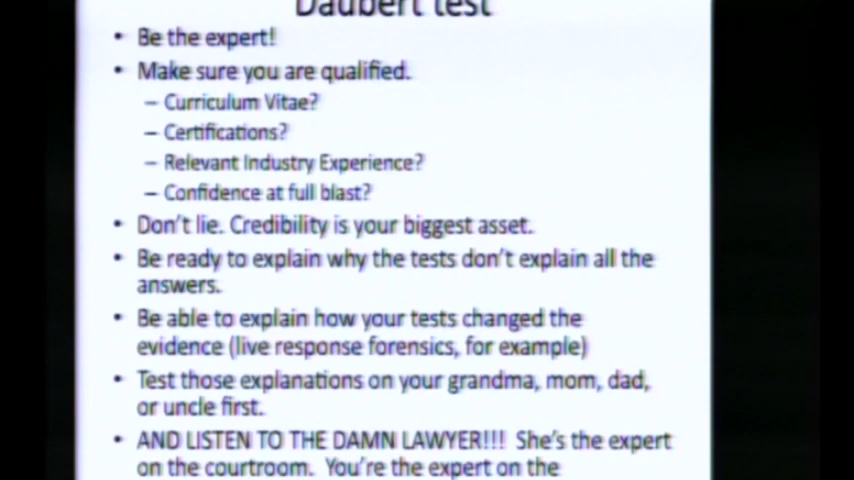 Daubert test
• Be the expert!
• Make sure you are qualified.
– Curriculum Vitae?
– Certifications?
– Relevant Industry Experience?
– Confidence at full blast?
• Don't lie. Credibility is your biggest asset.
• Be ready to explain why the tests don't explain all the
answers.
• Be able to explain how your tests changed the
evidence (live response forensics, for example)
• Test those explanations on your grandma, mom, dad,
or uncle first.
• AND LISTEN TO THE DAMN LAWYER!!! She's the expert
on the courtroom. You're the expert on the